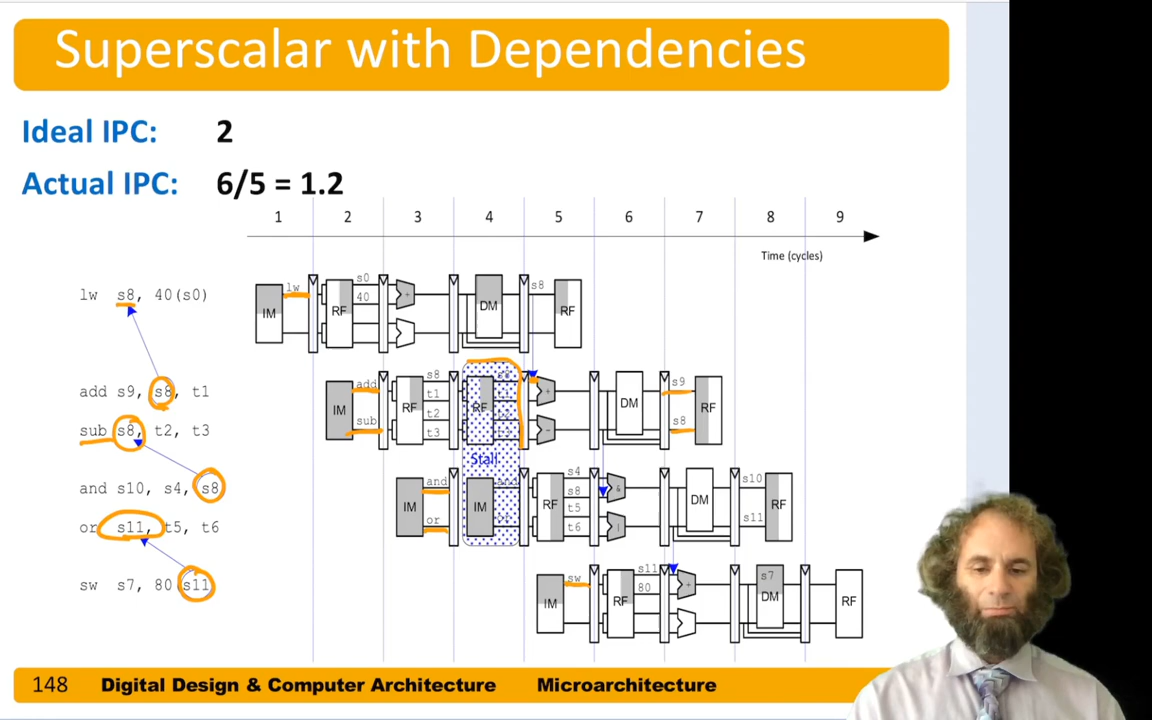 Superscalar with Dependencies
Ideal IPC: 2
Actual IPC: 6/5 = 1.2
1 2 3 4 5 6 7 8 9
Time (cycles)
lw s8, 40(s0)
IM lw RF s0 40 + DM s8 RF
add s9, s8, t1
sub s8, t2, t3
IM add sub RF s8 t1 t2 t3 RF + - DM s9 s8 RF
Stall
and s10, s4, s8
or s11, t5, t6
IM and or IM RF s4 s8 t5 t6 & | DM s10 s11 RF
sw s7, 80(s11)
IM sw RF s11 80 + s7 DM RF
148 Digital Design & Computer Architecture Microarchitecture